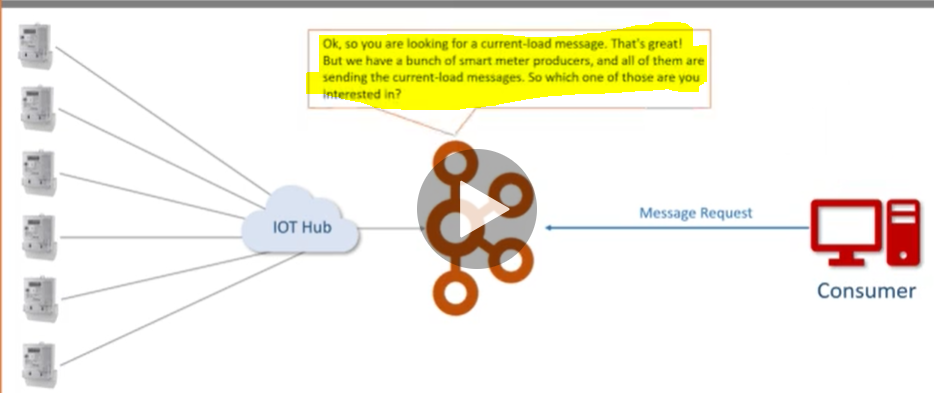 Ok, so you are looking for a current-load message. That's great!
But we have a bunch of smart meter producers, and all of them are
sending the current-load messages. So which one of those are you
interested in?
IOT Hub
Message Request
Consumer